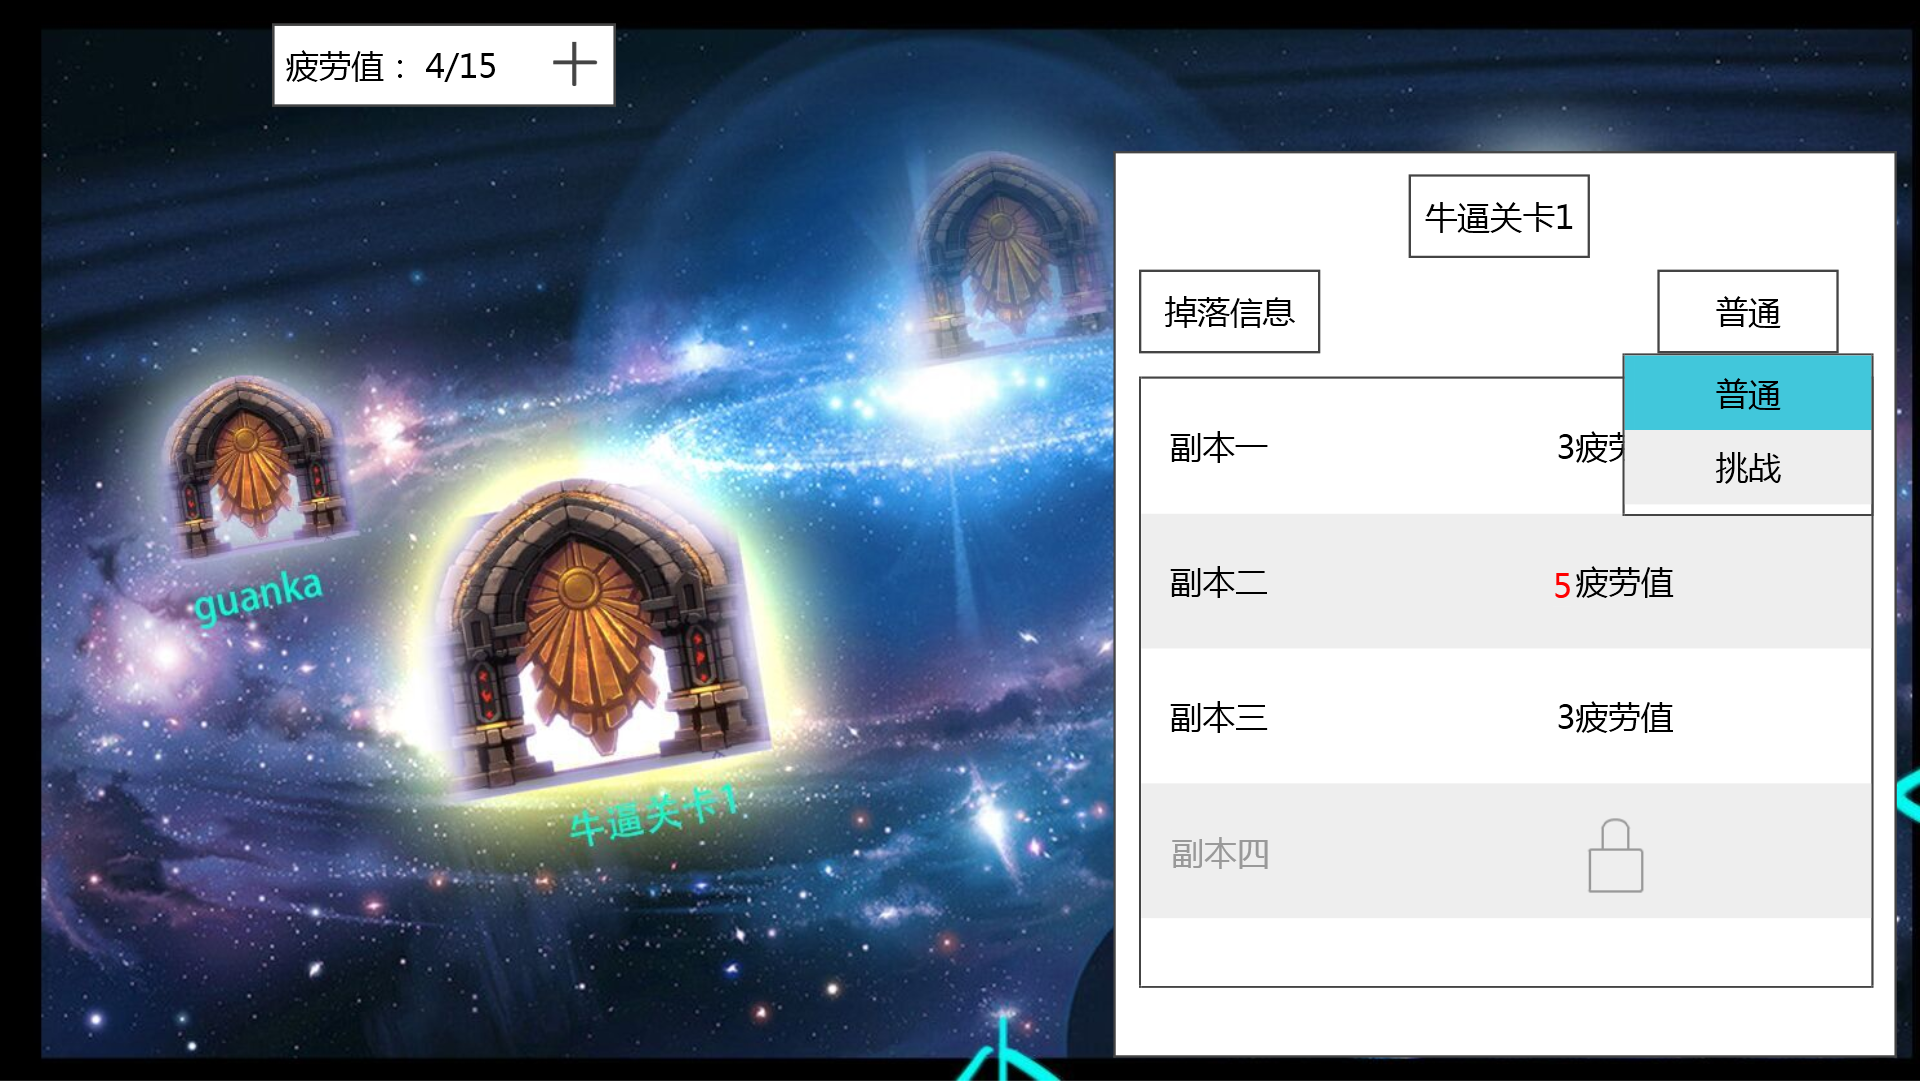 疲劳值： 4/15
牛逼关卡1
掉落信息
普通
普通
挑战
副本一
3疲劳
副本二
5疲劳值
副本三
3疲劳值
副本四
guanka
牛逼关卡1